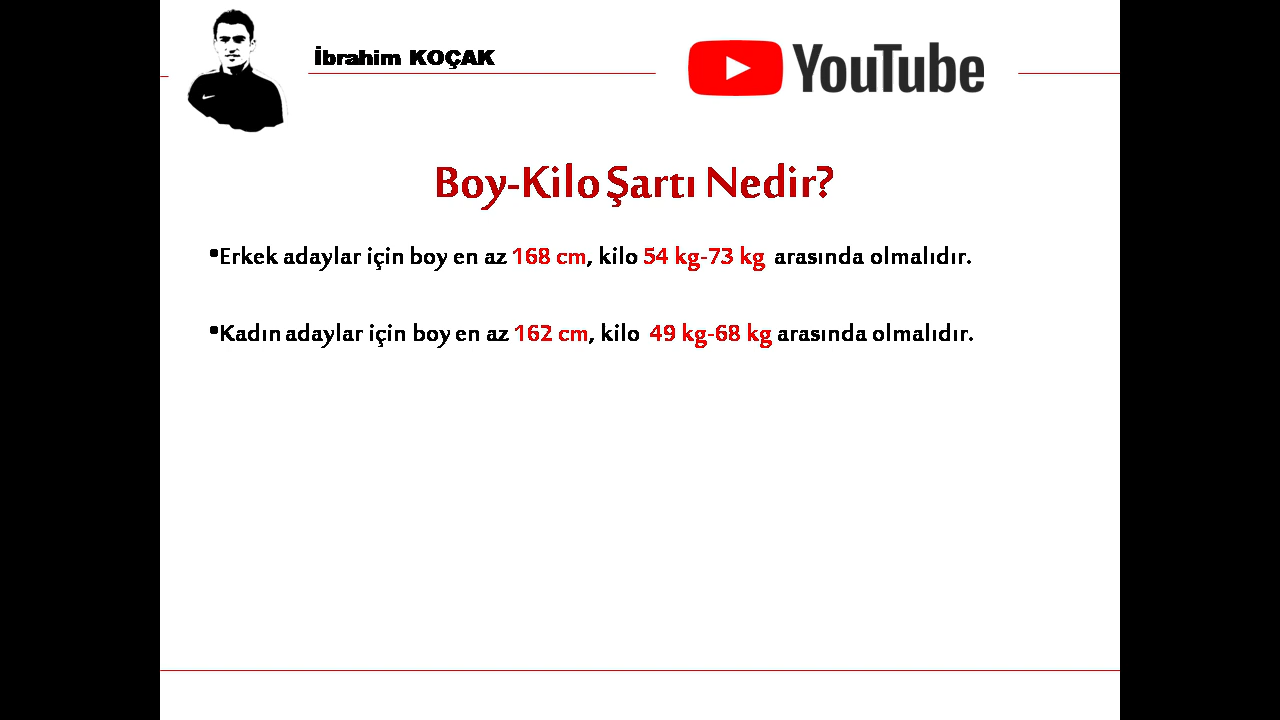 İbrahim KOÇAK
YouTube
Boy-Kilo Şartı Nedir?
•Erkek adaylar için boy en az 168 cm, kilo 54 kg-73 kg arasında olmalıdır.
•Kadın adaylar için boy en az 162 cm, kilo 49 kg-68 kg arasında olmalıdır.